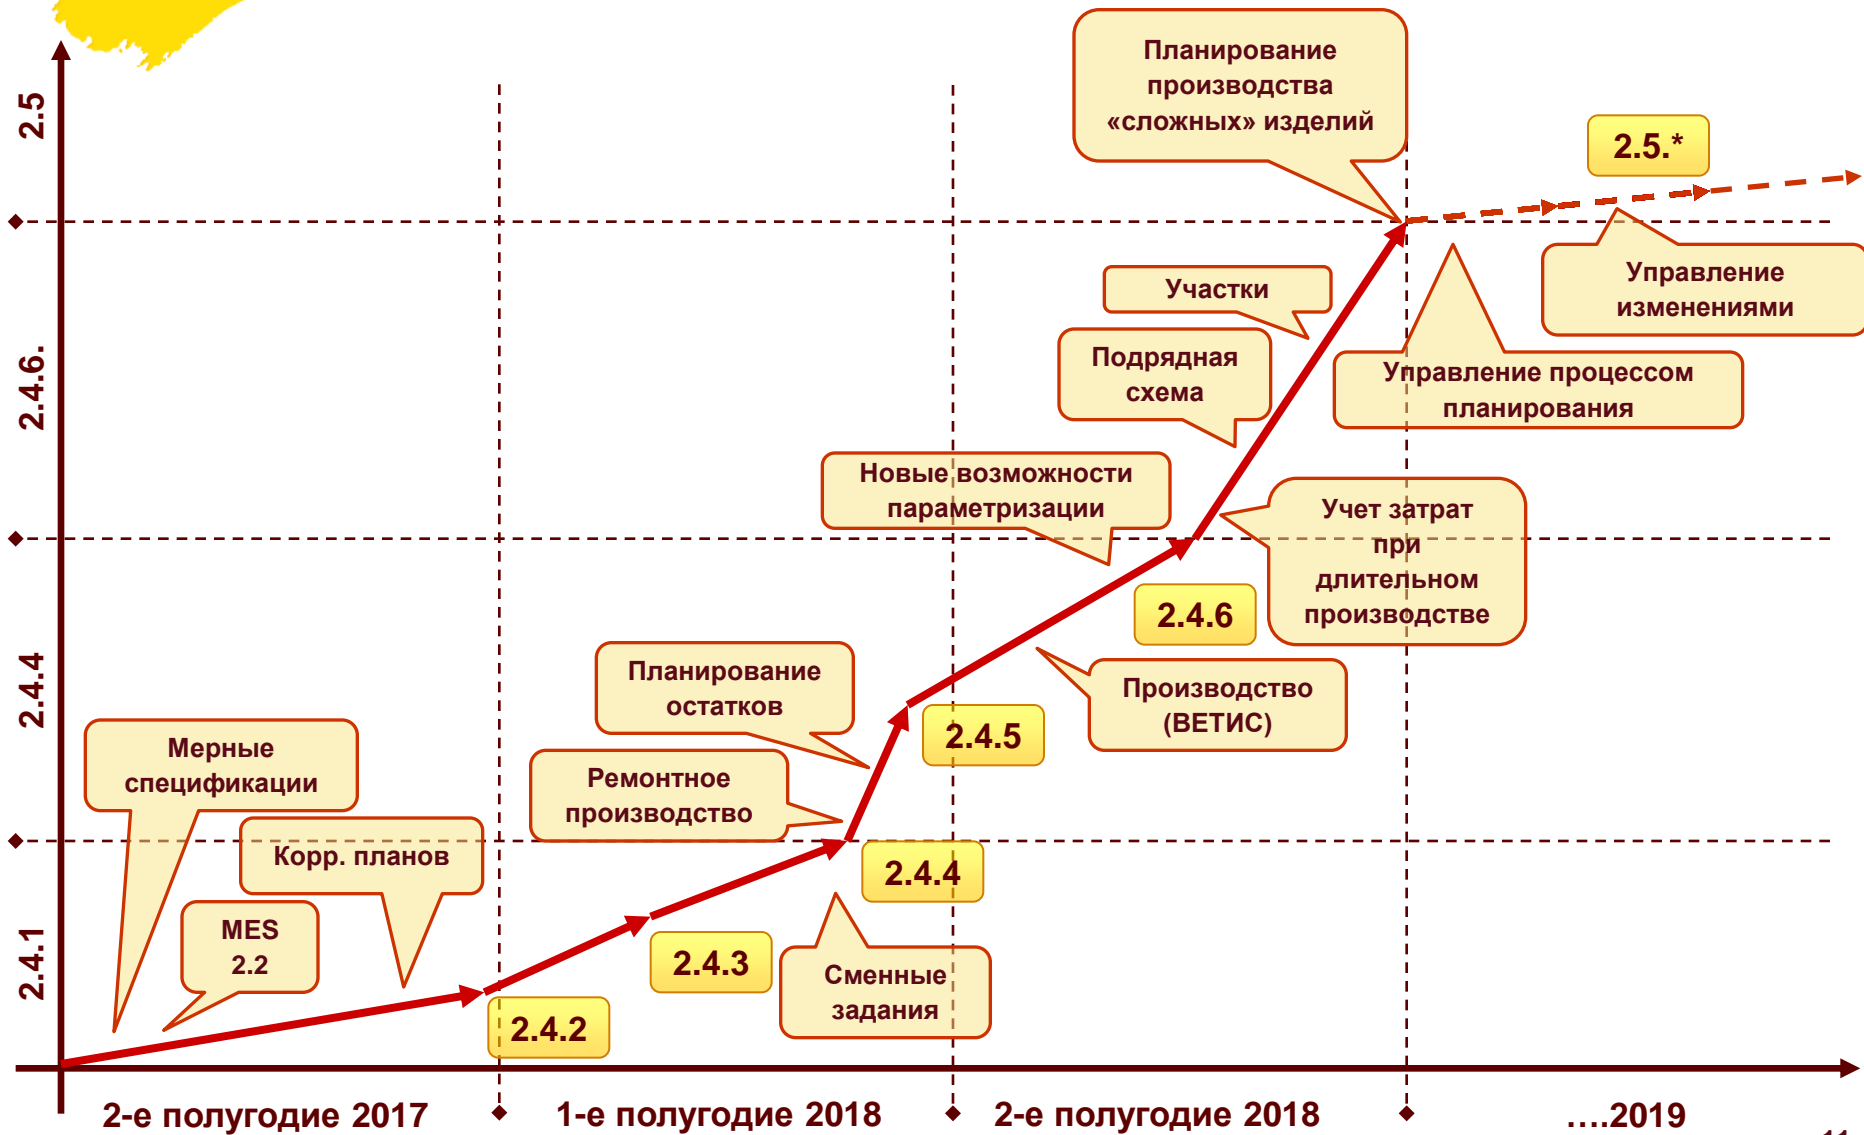 2.5
2.4.6.
2.4.4
2.4.1
Планирование
производства
«сложных» изделий
2.5.*
Управление
изменениями
Участки
Подрядная
схема
Управление процессом
планирования
Новые возможности
параметризации
Учет затрат
при
длительном
производстве
2.4.6
Планирование
остатков
Производство
(ВЕТИС)
2.4.5
Мерные
спецификации
Ремонтное
производство
Корр. планов
2.4.4
MES
2.2
2.4.3
Сменные
задания
2.4.2
2-е полугодие 2017
1-е полугодие 2018
2-е полугодие 2018
….2019